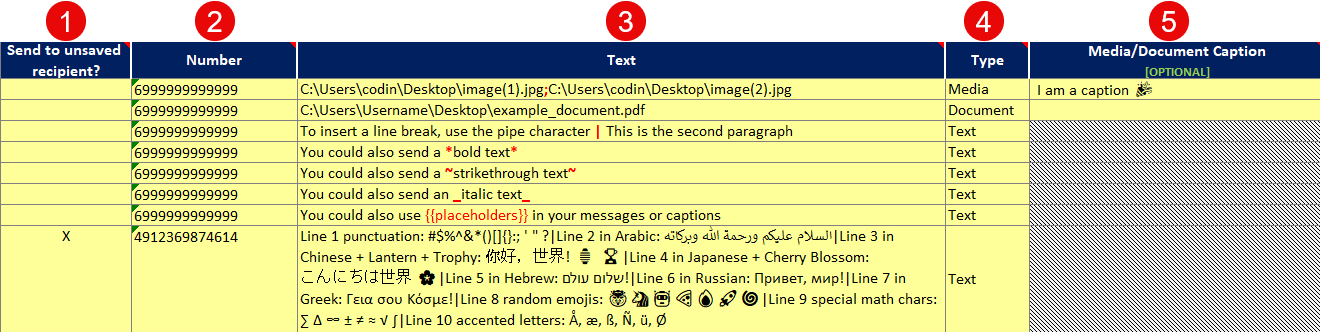 1 2 3 4 5
Send to unsaved recipient? Number Text Type Media/Document Caption
[OPTIONAL]
6999999999999 C:\Users\codin\Desktop\image(1).jpg;C:\Users\codin\Desktop\image(2).jpg Media I am a caption 🎉
6999999999999 C:\Users\Username\Desktop\example_document.pdf Document
6999999999999 To insert a line break, use the pipe character | This is the second paragraph Text
6999999999999 You could also send a *bold text* Text
6999999999999 You could also send a ~strikethrough text~ Text
6999999999999 You could also send an _italic text_ Text
6999999999999 You could also use {{placeholders}} in your messages or captions Text
X 4912369874614 Line 1 punctuation: #$%^&*()[]{}:; ' " ?|Line 2 in Arabic: السلام عليكم ورحمة الله وبركاته|Line 3 in
Chinese + Lantern + Trophy: 你好，世界! 🏮 🏆 |Line 4 in Japanese + Cherry Blossom:
こんにちは世界 🌸 |Line 5 in Hebrew: שלום עולם!|Line 6 in Russian: Привет, мир!|Line 7 in
Greek: Γεια σου Κόσμε!|Line 8 random emojis: 🐯 🦄 🤖 🍕 💧 🚀 🌀 |Line 9 special math chars: Text
∑ ∆ ∞ ± ≠ ≈ √ ∫|Line 10 accented letters: Å, æ, ß, Ñ, ü, Ø